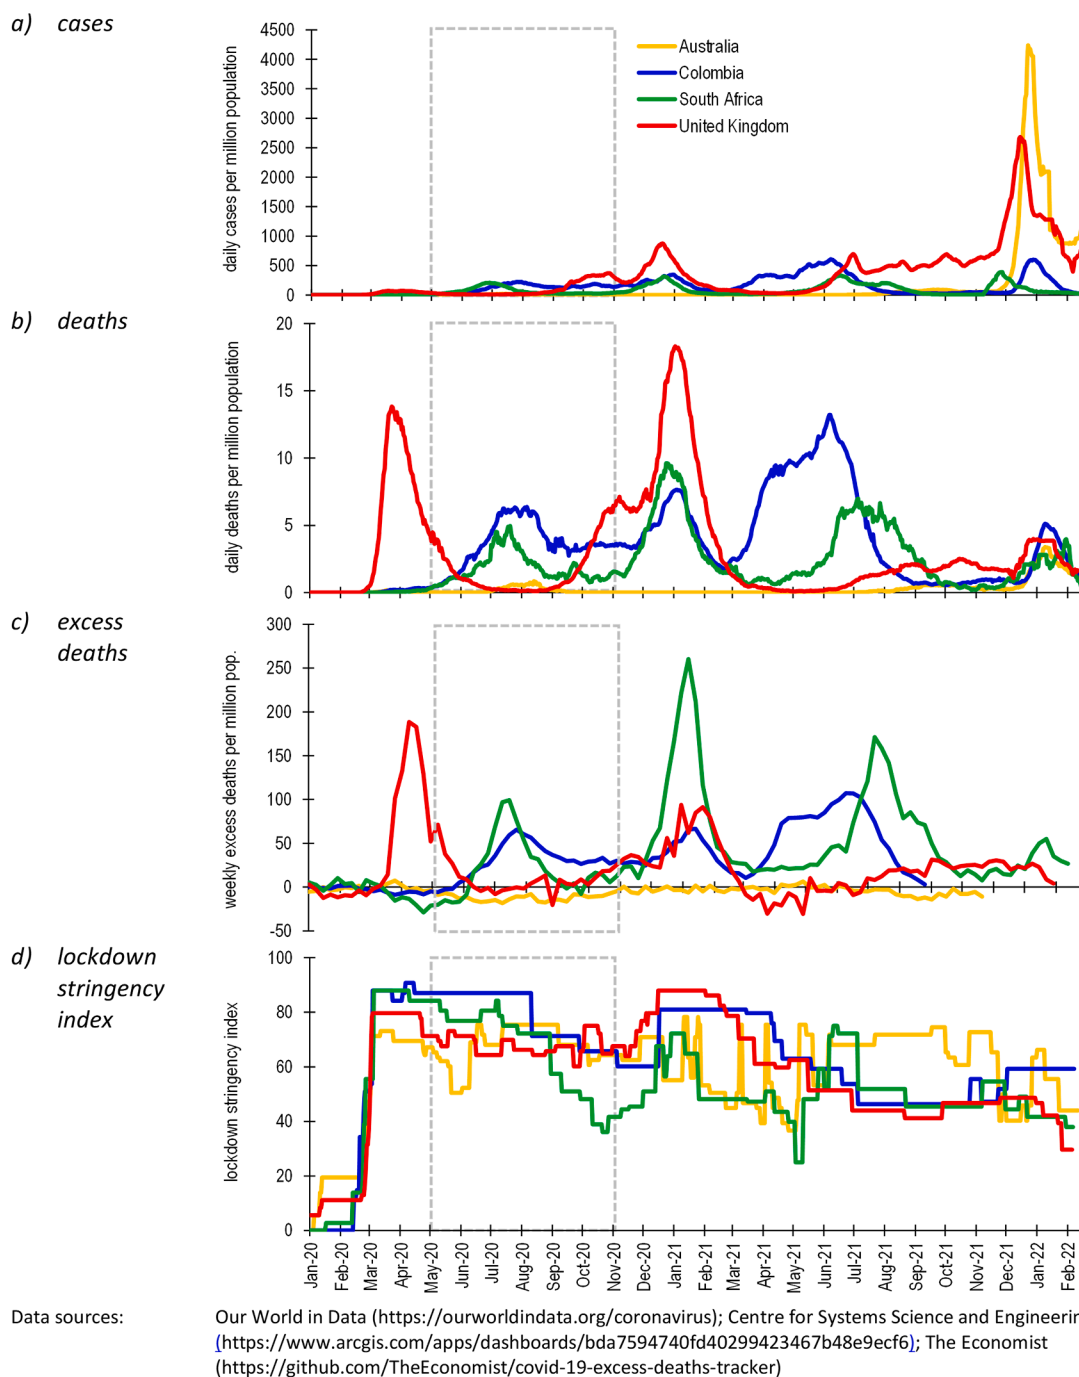 a) cases
4500
4000
3500
3000
2500
2000
1500
1000
500
0
daily cases per million population
Australia
Colombia
South Africa
United Kingdom
b) deaths
20
15
10
5
0
daily deaths per million population
c) excess
deaths
300
250
200
150
100
50
0
-50
weekly excess deaths per million pop.
d) lockdown
stringency
index
100
80
60
40
20
0
lockdown stringency index
Jan-20 Feb-20 Mar-20 Apr-20 May-20 Jun-20 Jul-20 Aug-20 Sep-20 Oct-20 Nov-20 Dec-20 Jan-21 Feb-21 Mar-21 Apr-21 May-21 Jun-21 Jul-21 Aug-21 Sep-21 Oct-21 Nov-21 Dec-21 Jan-22 Feb-22
Data sources: Our World in Data (https://ourworldindata.org/coronavirus); Centre for Systems Science and Engineerin
(https://www.arcgis.com/apps/dashboards/bda7594740fd40299423467b48e9ecf6); The Economist
(https://github.com/TheEconomist/covid-19-excess-deaths-tracker)